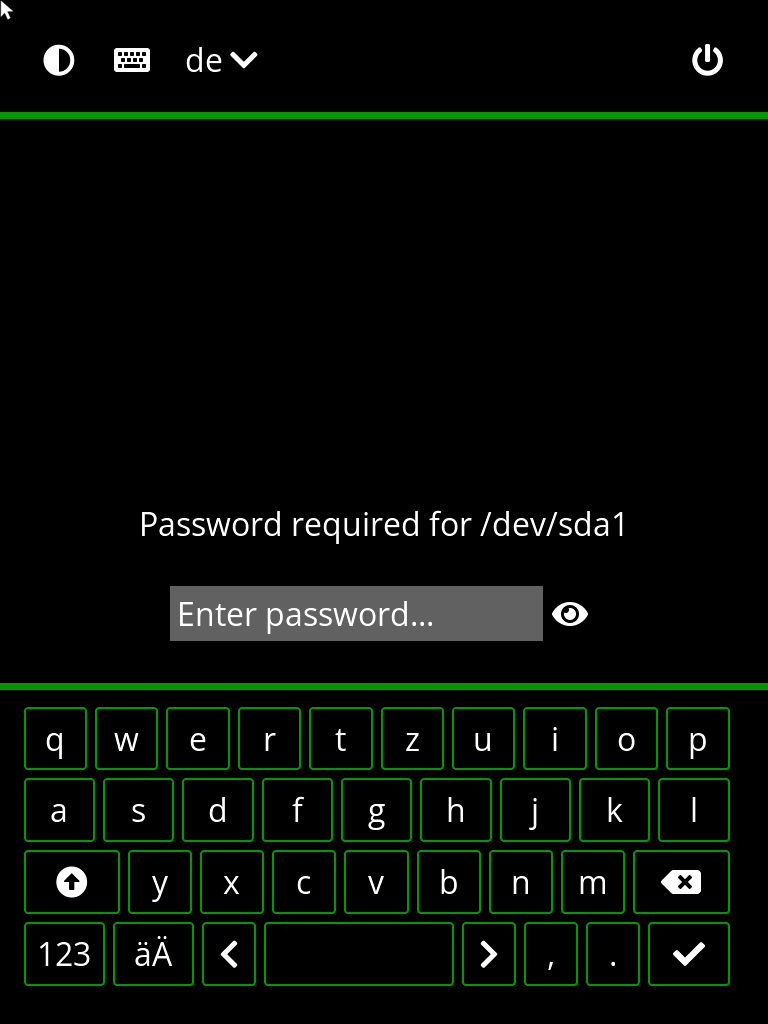 de
Password required for /dev/sda1
Enter password...
q w e r t z u i o p
a s d f g h j k l
y x c v b n m
123 äÄ , .